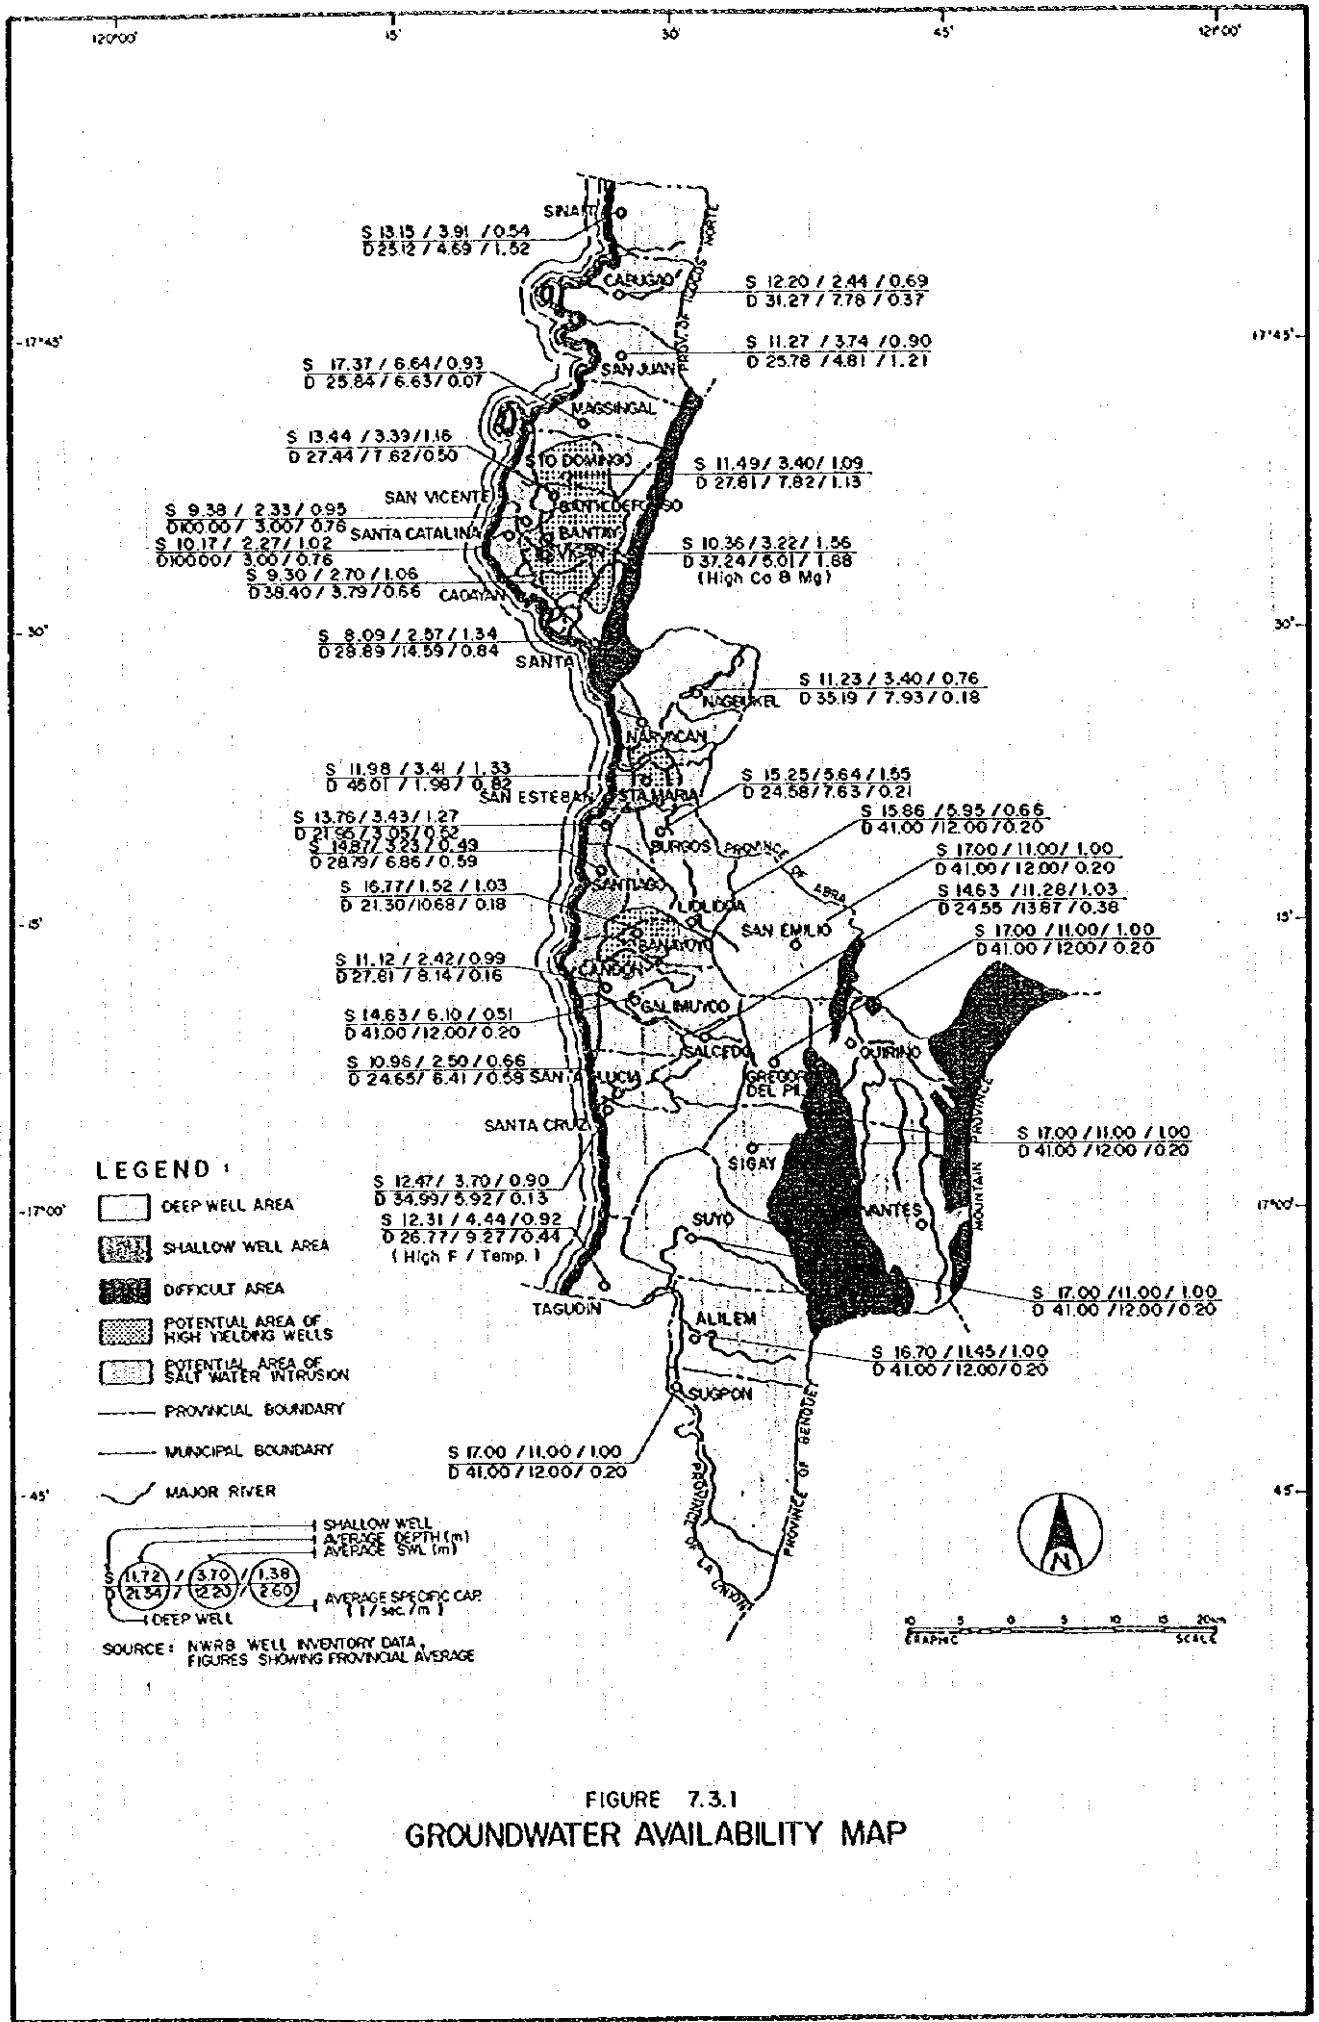 120°00'
15'
30'
45'
121°00'
SINAIT
S 13.15 / 3.91 / 0.54
D 25.12 / 4.69 / 1.52
PROV. OF ILOCOS NORTE
CABUGAO
S 12.20 / 2.44 / 0.69
D 31.27 / 7.78 / 0.37
17°45'
17°45'
S 11.27 / 3.74 / 0.90
D 25.78 / 4.81 / 1.21
SAN JUAN
S 17.37 / 6.64 / 0.93
D 25.84 / 6.63 / 0.07
MAGSINGAL
S 13.44 / 3.39 / 1.16
D 27.44 / 7.62 / 0.50
STO DOMINGO
S 11.49 / 3.40 / 1.09
D 27.81 / 7.82 / 1.13
SAN VICENTE
S 9.38 / 2.33 / 0.95
D 100.00 / 3.00 / 0.76
SANTA CATALINA
BANTAY
S 10.17 / 2.27 / 1.02
D 100.00 / 3.00 / 0.76
S 10.36 / 3.22 / 1.56
D 37.24 / 5.01 / 1.88
(High Ca & Mg)
S 9.30 / 2.70 / 1.06
D 38.40 / 3.79 / 0.66
CAOAYAN
30'
30'
S 8.09 / 2.57 / 1.34
D 28.89 / 14.59 / 0.84
SANTA
S 11.23 / 3.40 / 0.76
D 35.19 / 7.93 / 0.18
NAGBUKEL
NARVACAN
S 11.98 / 3.41 / 1.33
D 45.01 / 1.98 / 0.82
SAN ESTEBAN
STA MARIA
S 15.25 / 5.64 / 1.55
D 24.58 / 7.63 / 0.21
S 13.76 / 3.43 / 1.27
D 21.95 / 3.05 / 0.52
S 15.86 / 5.95 / 0.66
D 41.00 / 12.00 / 0.20
BURGOS
PROVINCE OF ABRA
S 14.87 / 3.23 / 0.49
D 28.79 / 6.86 / 0.59
S 17.00 / 11.00 / 1.00
D 41.00 / 12.00 / 0.20
SANTIAGO
S 16.77 / 1.52 / 1.03
D 21.30 / 10.68 / 0.18
S 14.63 / 11.28 / 1.03
D 24.55 / 13.87 / 0.38
LIDLIDDA
15'
15'
SAN EMILIO
S 17.00 / 11.00 / 1.00
D 41.00 / 12.00 / 0.20
BANAYOYO
S 11.12 / 2.42 / 0.99
D 27.81 / 8.14 / 0.16
CANDON
GALIMUYOD
S 14.63 / 6.10 / 0.51
D 41.00 / 12.00 / 0.20
SALCEDO
QUIRINO
S 10.96 / 2.50 / 0.66
D 24.65 / 6.41 / 0.59
SANTA LUCIA
GREGOR
DEL PIL
SANTA CRUZ
MOUNTAIN PROVINCE
S 17.00 / 11.00 / 1.00
D 41.00 / 12.00 / 0.20
SIGAY
S 12.47 / 3.70 / 0.90
D 34.99 / 5.92 / 0.13
17°00'
17°00'
S 12.31 / 4.44 / 0.92
D 26.77 / 9.27 / 0.44
(High F / Temp.)
SUYO
VANTES
S 17.00 / 11.00 / 1.00
D 41.00 / 12.00 / 0.20
TAGUDIN
ALILEM
S 16.70 / 11.45 / 1.00
D 41.00 / 12.00 / 0.20
SUGPON
S 17.00 / 11.00 / 1.00
D 41.00 / 12.00 / 0.20
PROVINCE OF BENGUET
PROVINCE OF LA UNION
45'
45'
LEGEND :
DEEP WELL AREA
SHALLOW WELL AREA
DIFFICULT AREA
POTENTIAL AREA OF
HIGH YIELDING WELLS
POTENTIAL AREA OF
SALT WATER INTRUSION
PROVINCIAL BOUNDARY
MUNICIPAL BOUNDARY
MAJOR RIVER
SHALLOW WELL
AVERAGE DEPTH (m)
AVERAGE SWL (m)
S 11.72 / 3.70 / 1.38
D 21.34 / 12.23 / 2.60
AVERAGE SPECIFIC CAP.
( l / sec. / m )
DEEP WELL
SOURCE : NWRB WELL INVENTORY DATA,
FIGURES SHOWING PROVINCIAL AVERAGE
N
10 5 0 5 10 15 20km
GRAPHIC SCALE
FIGURE 7.3.1
GROUNDWATER AVAILABILITY MAP